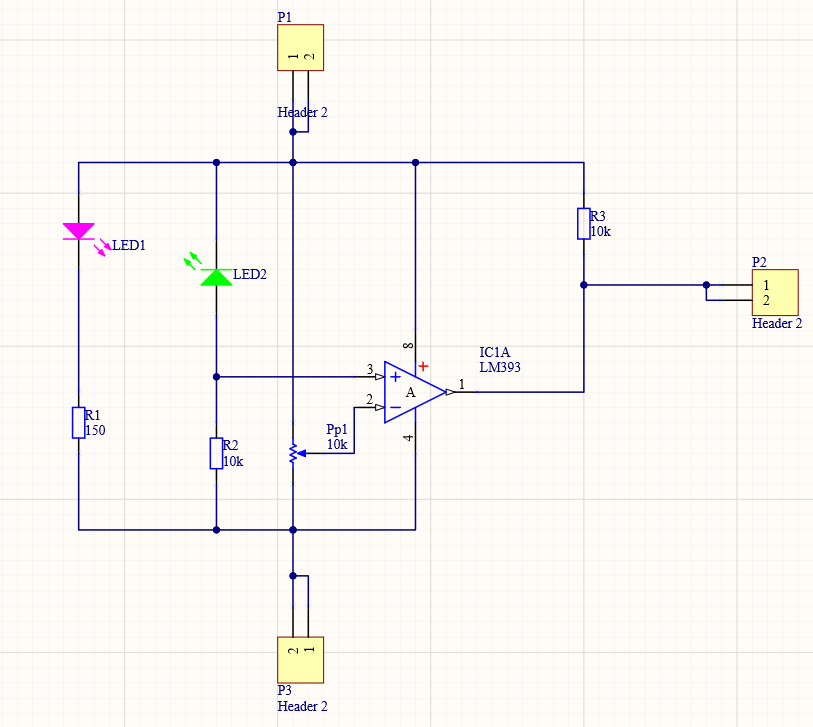 P1
1 2
Header 2
LED1
LED2
R3
10k
P2
1
2
Header 2
8
IC1A
LM393
3
+
+
A
1
2
−
4
R1
150
R2
10k
Pp1
10k
2 1
P3
Header 2